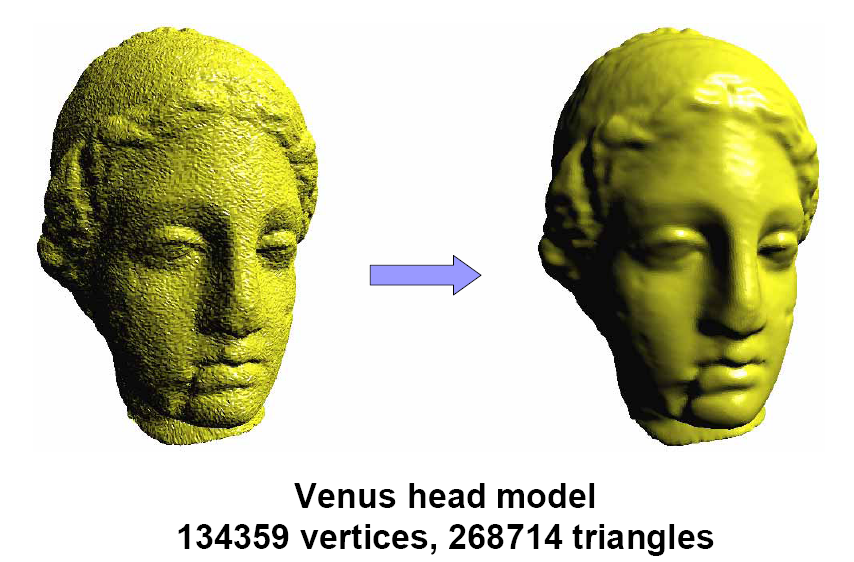 Venus head model
134359 vertices, 268714 triangles